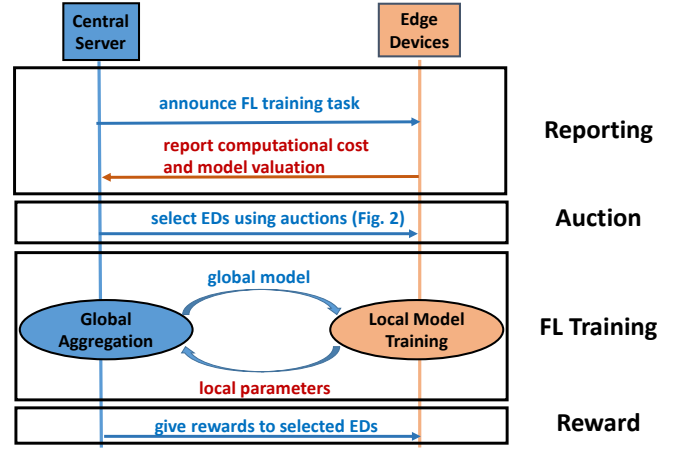 Central
Server
Edge
Devices
announce FL training task
report computational cost
and model valuation
Reporting
select EDs using auctions (Fig. 2)
Auction
global model
Global
Aggregation
Local Model
Training
FL Training
local parameters
give rewards to selected EDs
Reward